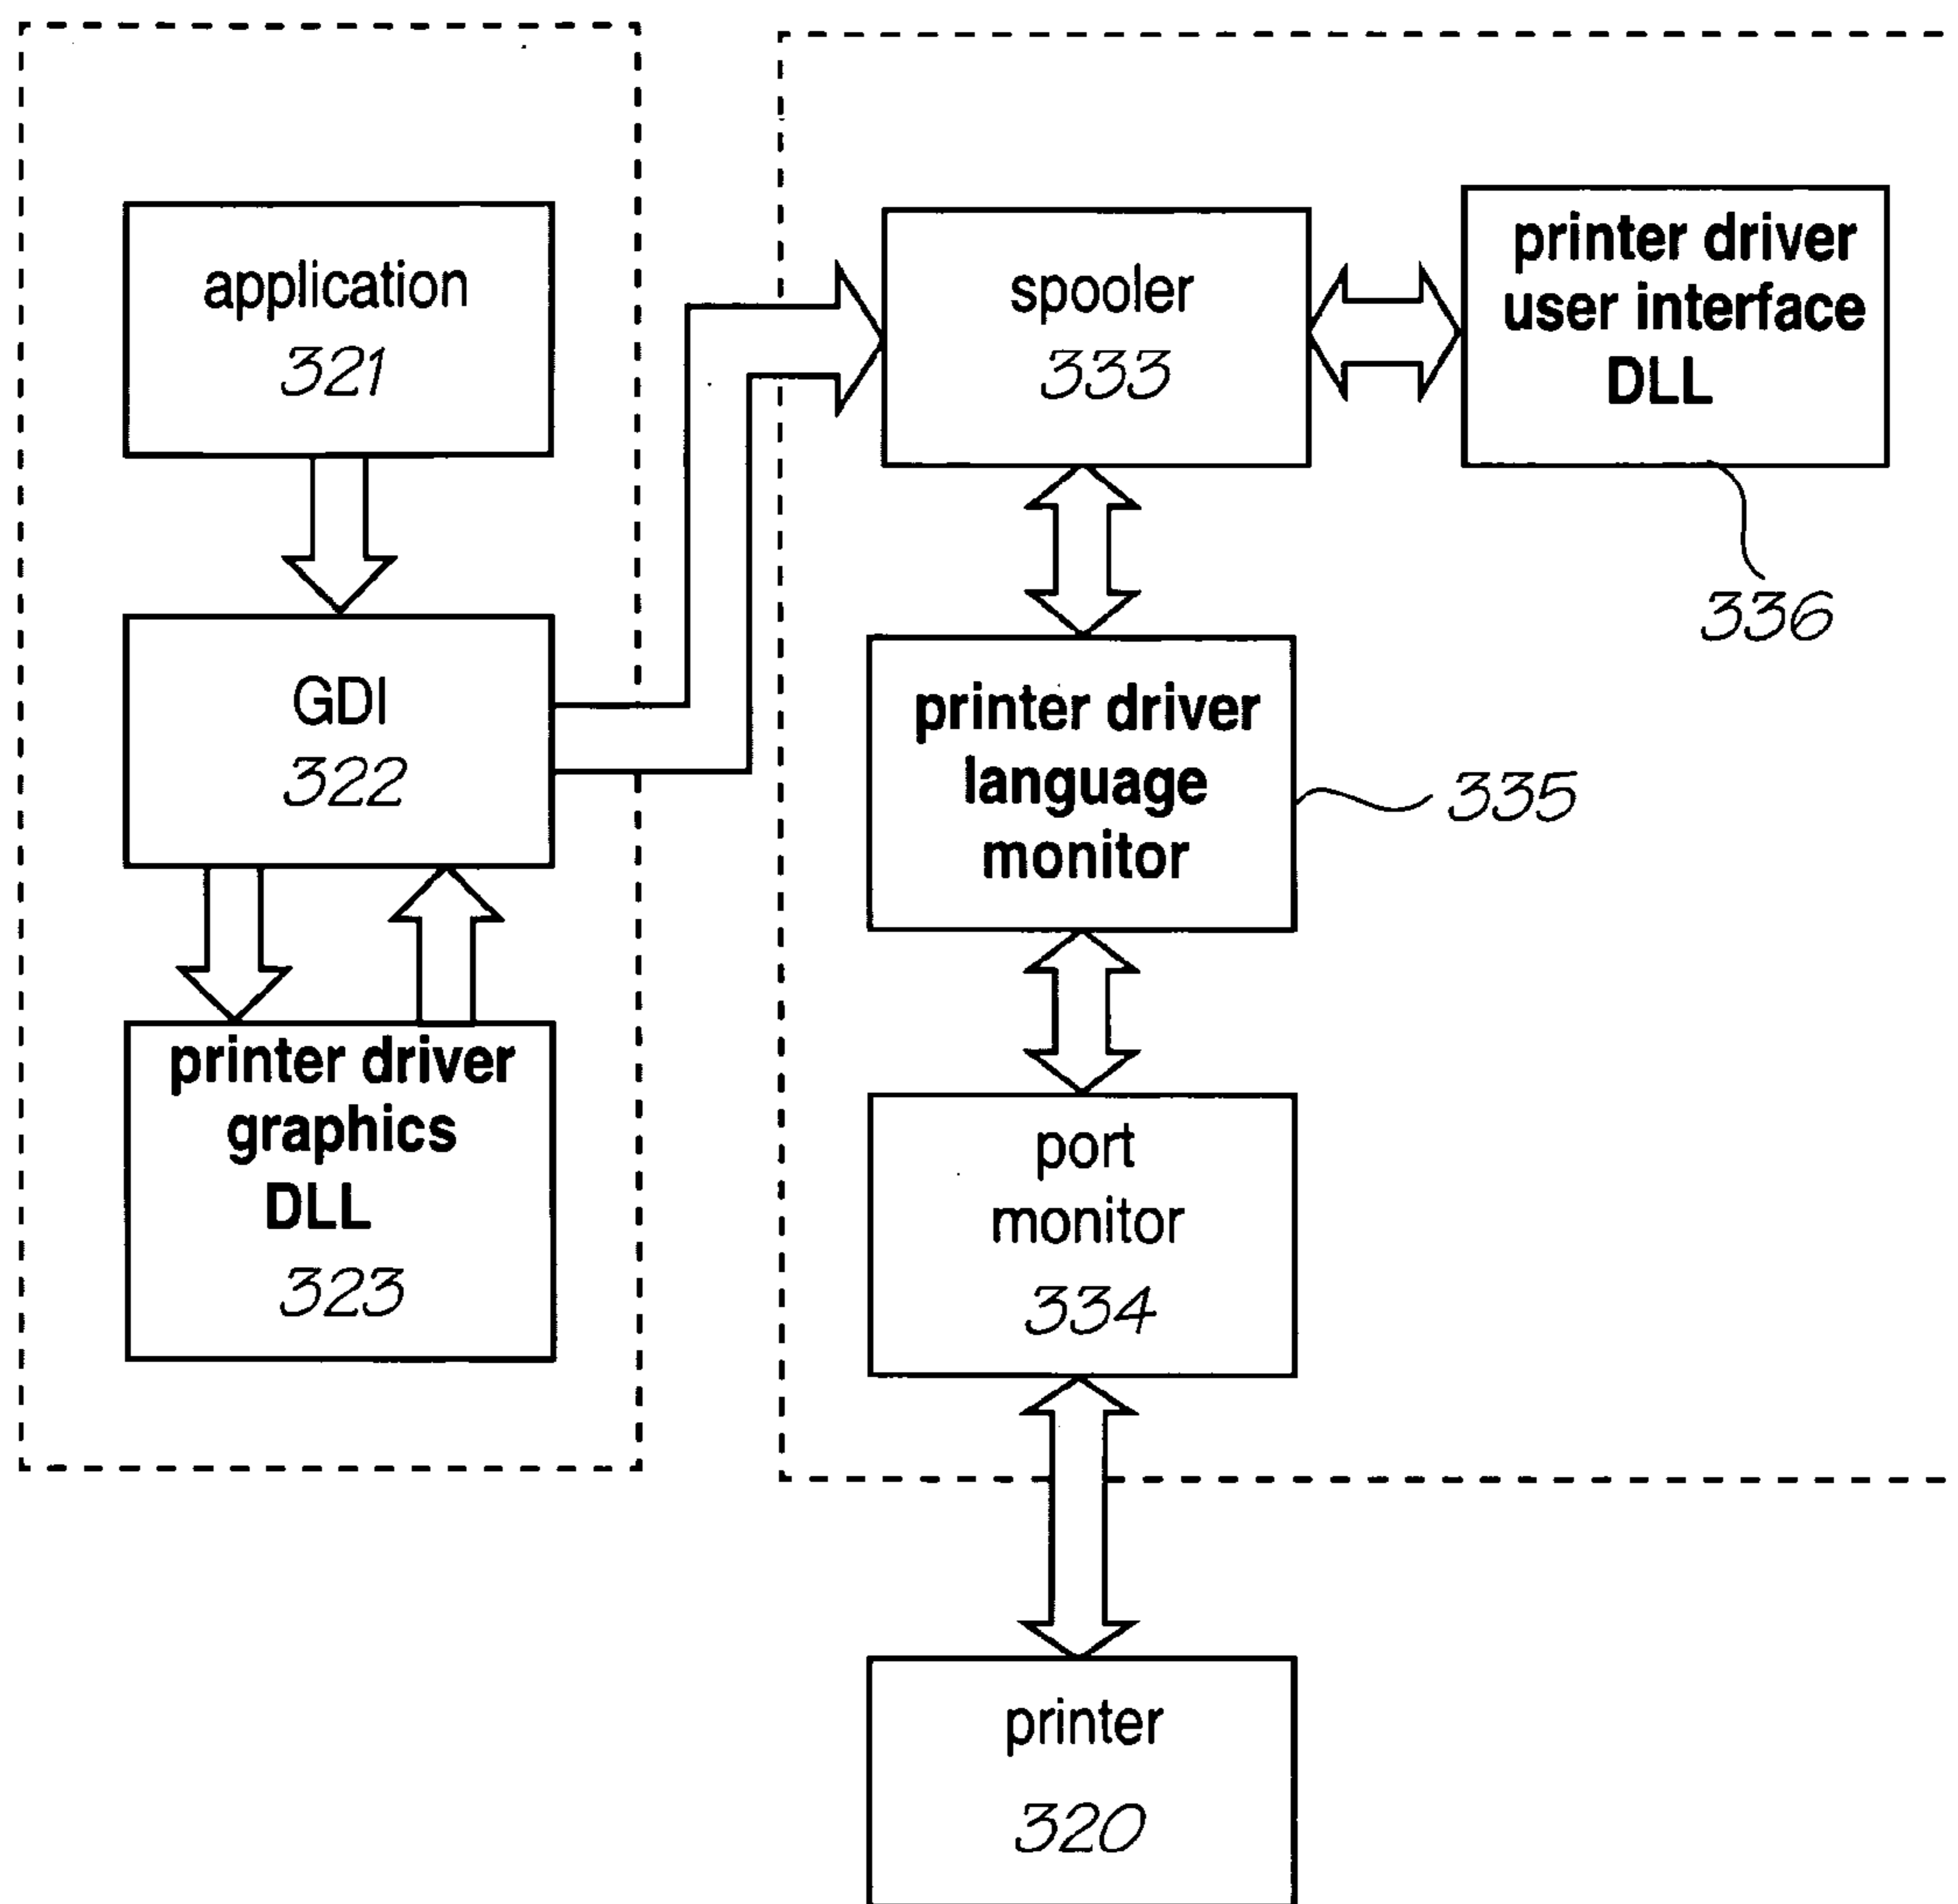 application
321
GDI
322
printer driver
graphics
DLL
323
spooler
333
printer driver
user interface
DLL
336
printer driver
language
monitor
335
port
monitor
334
printer
320